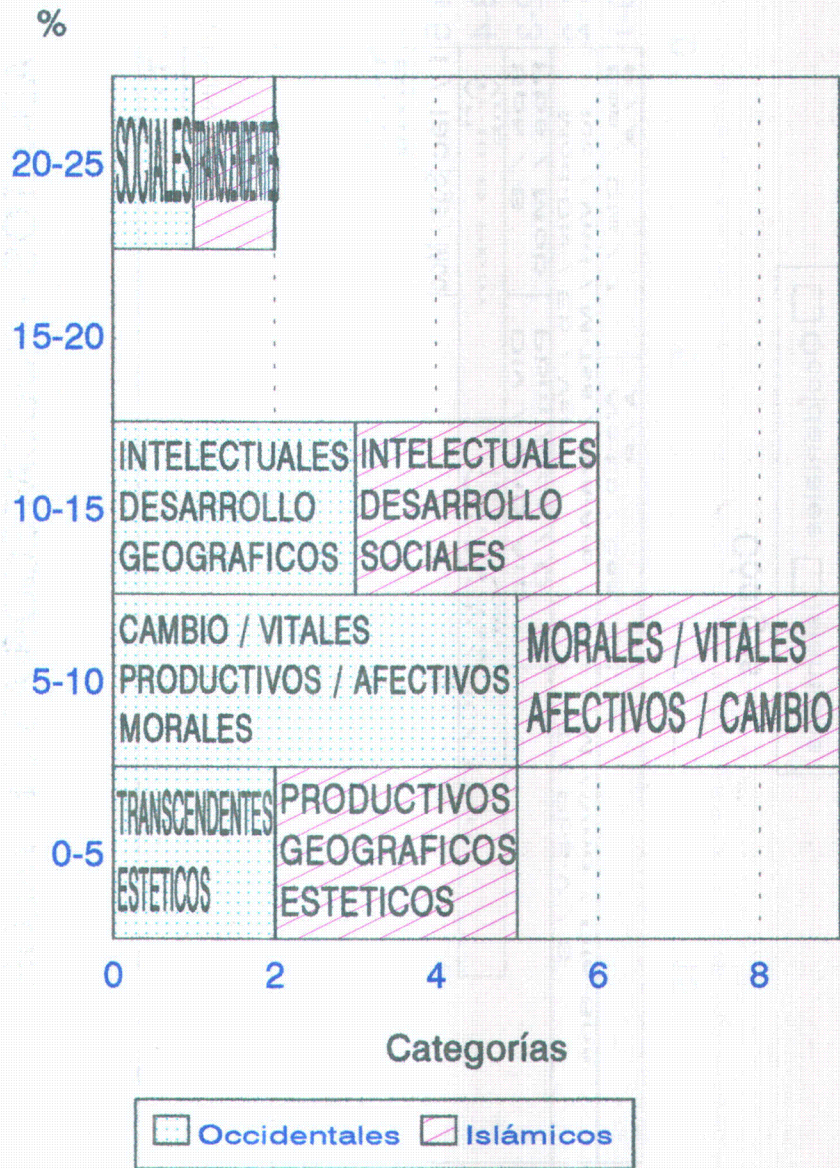 %
20-25
SOCIALES TRANSCENDENTES
15-20
10-15
INTELECTUALES
DESARROLLO
GEOGRAFICOS
INTELECTUALES
DESARROLLO
SOCIALES
5-10
CAMBIO / VITALES
PRODUCTIVOS / AFECTIVOS
MORALES
MORALES / VITALES
AFECTIVOS / CAMBIO
0-5
TRANSCENDENTES
ESTETICOS
PRODUCTIVOS
GEOGRAFICOS
ESTETICOS
0 2 4 6 8
Categorías
Occidentales Islámicos